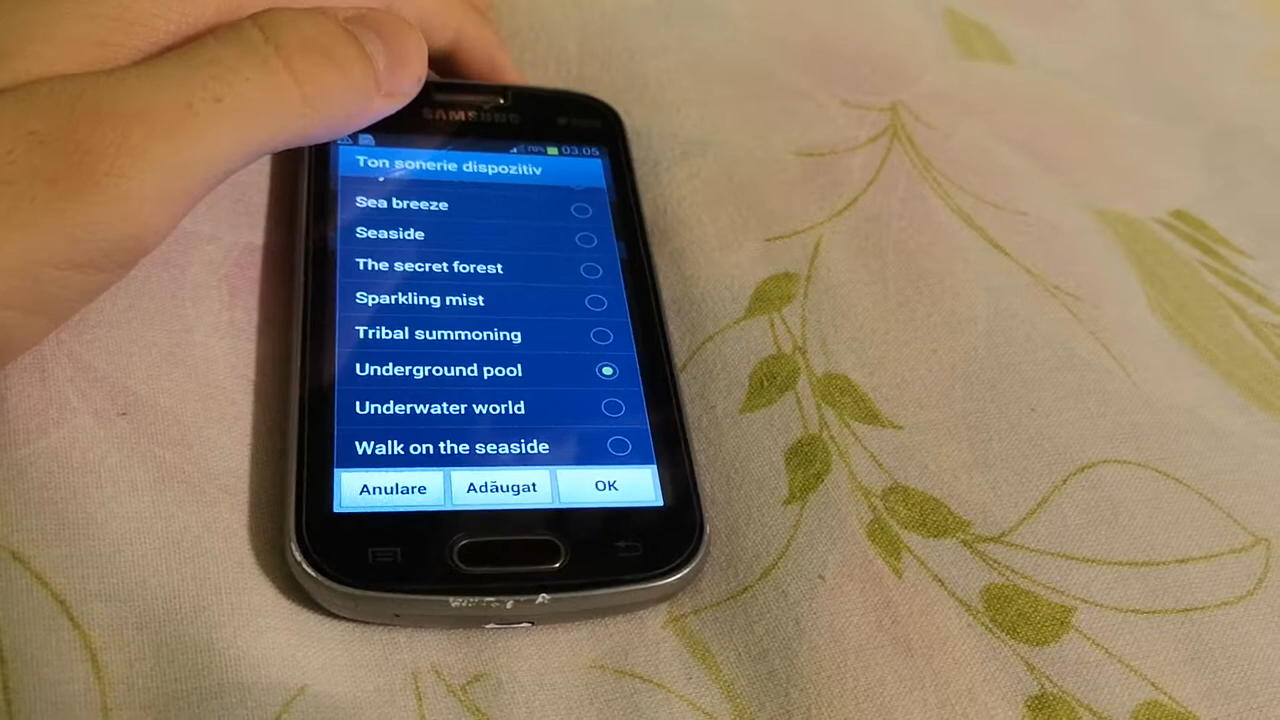 SAMSUNG
70% 03.05
Ton sonerie dispozitiv
Sea breeze
Seaside
The secret forest
Sparkling mist
Tribal summoning
Underground pool
Underwater world
Walk on the seaside
Anulare Adăugat OK